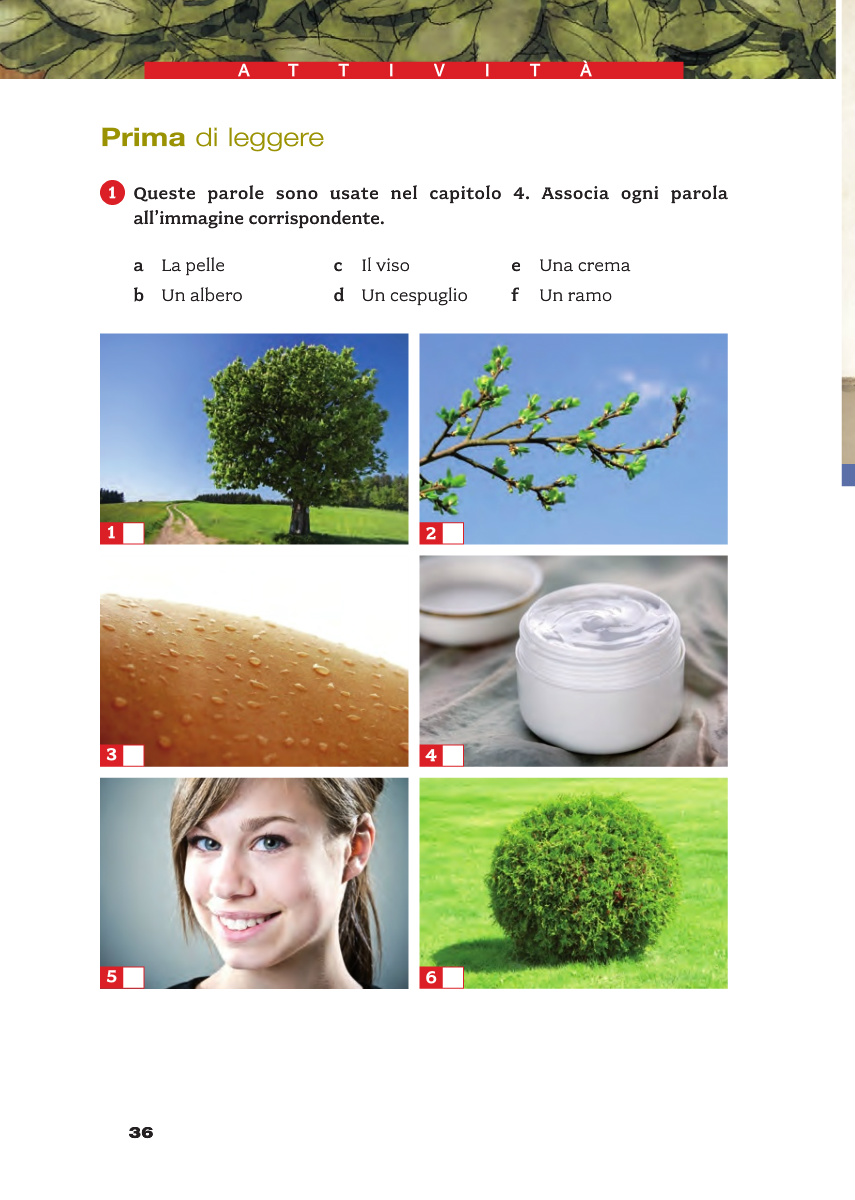 ATTIVITÀ
Prima di leggere
1 Queste parole sono usate nel capitolo 4. Associa ogni parola
all'immagine corrispondente.
a La pelle c Il viso e Una crema
b Un albero d Un cespuglio f Un ramo
1 2
3 4
5 6
36